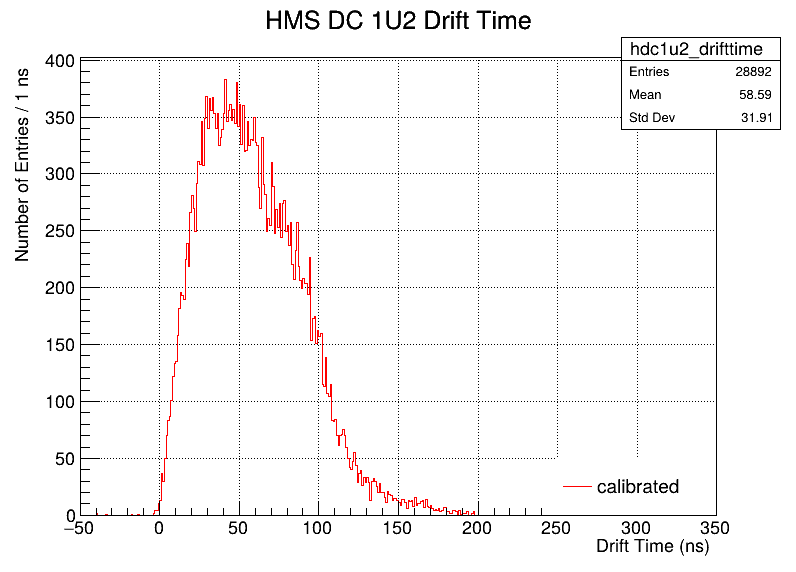 HMS DC 1U2 Drift Time
hdc1u2_drifttime
Entries 28892
Mean 58.59
Std Dev 31.91
Number of Entries / 1 ns
400
350
300
250
200
150
100
50
0
−50 0 50 100 150 200 250 300 350
Drift Time (ns)
calibrated